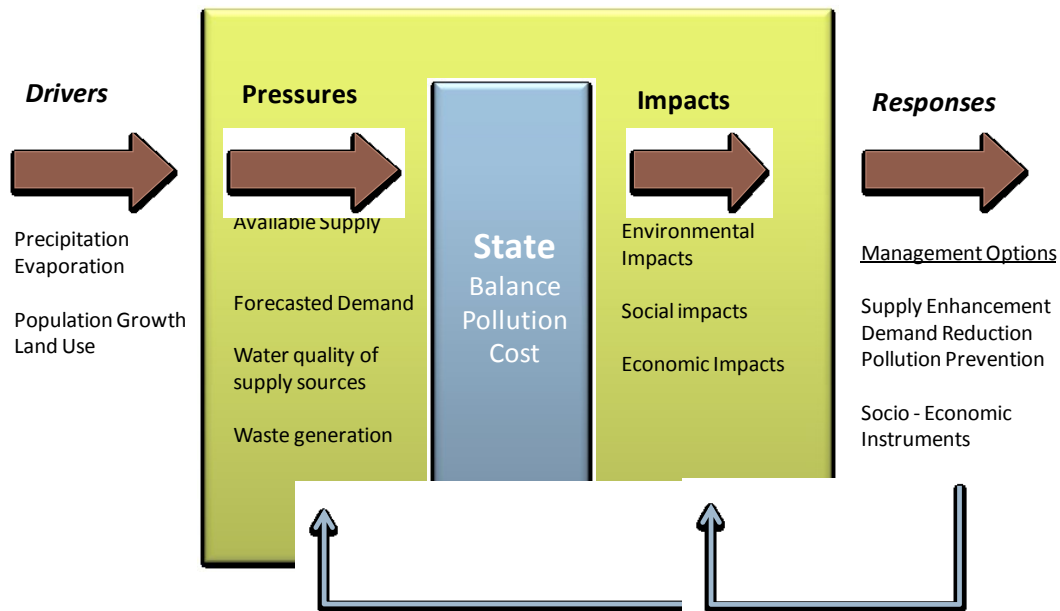 Drivers
Precipitation
Evaporation
Population Growth
Land Use
Pressures
Available Supply
Forecasted Demand
Water quality of
supply sources
Waste generation
State
Balance
Pollution
Cost
Impacts
Environmental
Impacts
Social impacts
Economic Impacts
Responses
Management Options
Supply Enhancement
Demand Reduction
Pollution Prevention
Socio - Economic
Instruments